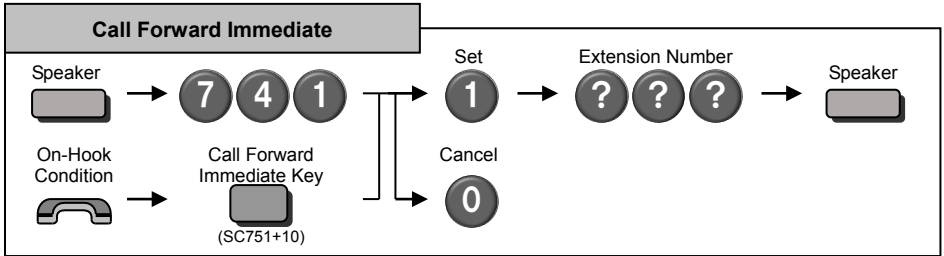 Call Forward Immediate
Speaker
7 4 1
Set
1
Extension Number
? ? ?
Speaker
On-Hook
Condition
Call Forward
Immediate Key
(SC751+10)
Cancel
0